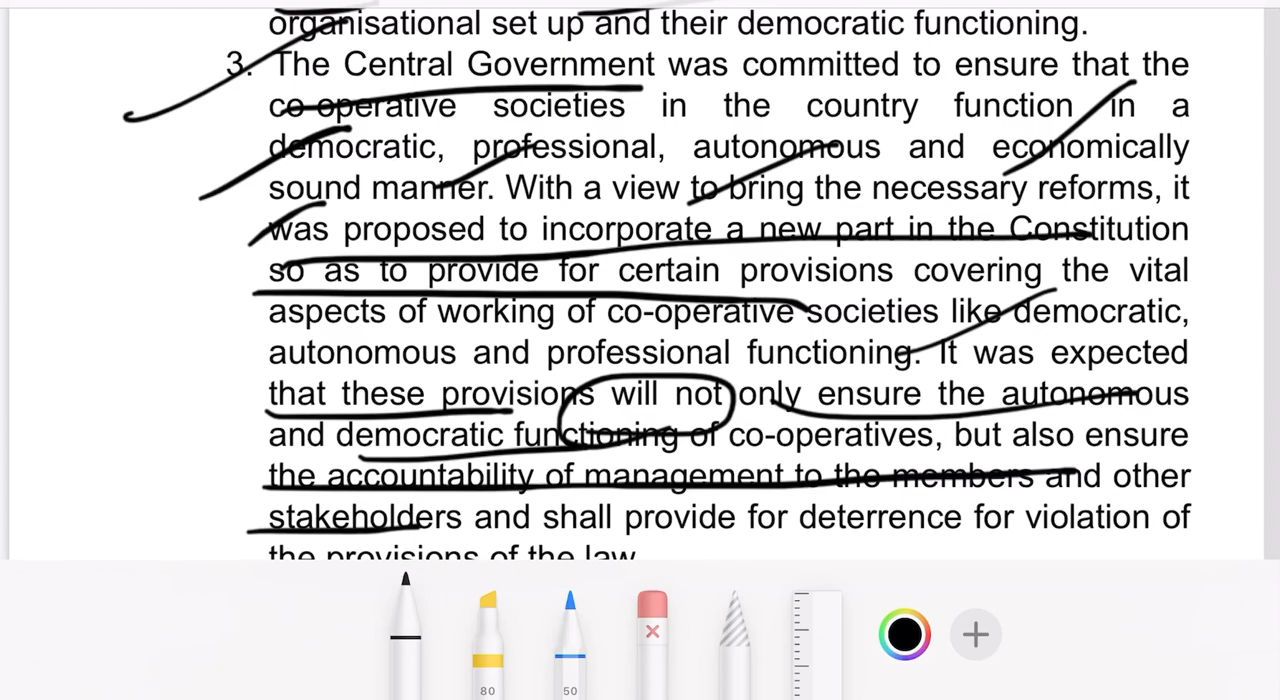 organisational set up and their democratic functioning.
3. The Central Government was committed to ensure that the
co-operative societies in the country function in a
democratic, professional, autonomous and economically
sound manner. With a view to bring the necessary reforms, it
was proposed to incorporate a new part in the Constitution
so as to provide for certain provisions covering the vital
aspects of working of co-operative societies like democratic,
autonomous and professional functioning. It was expected
that these provisions will not only ensure the autonomous
and democratic functioning of co-operatives, but also ensure
the accountability of management to the members and other
stakeholders and shall provide for deterrence for violation of
the provisions of the law.
80 50